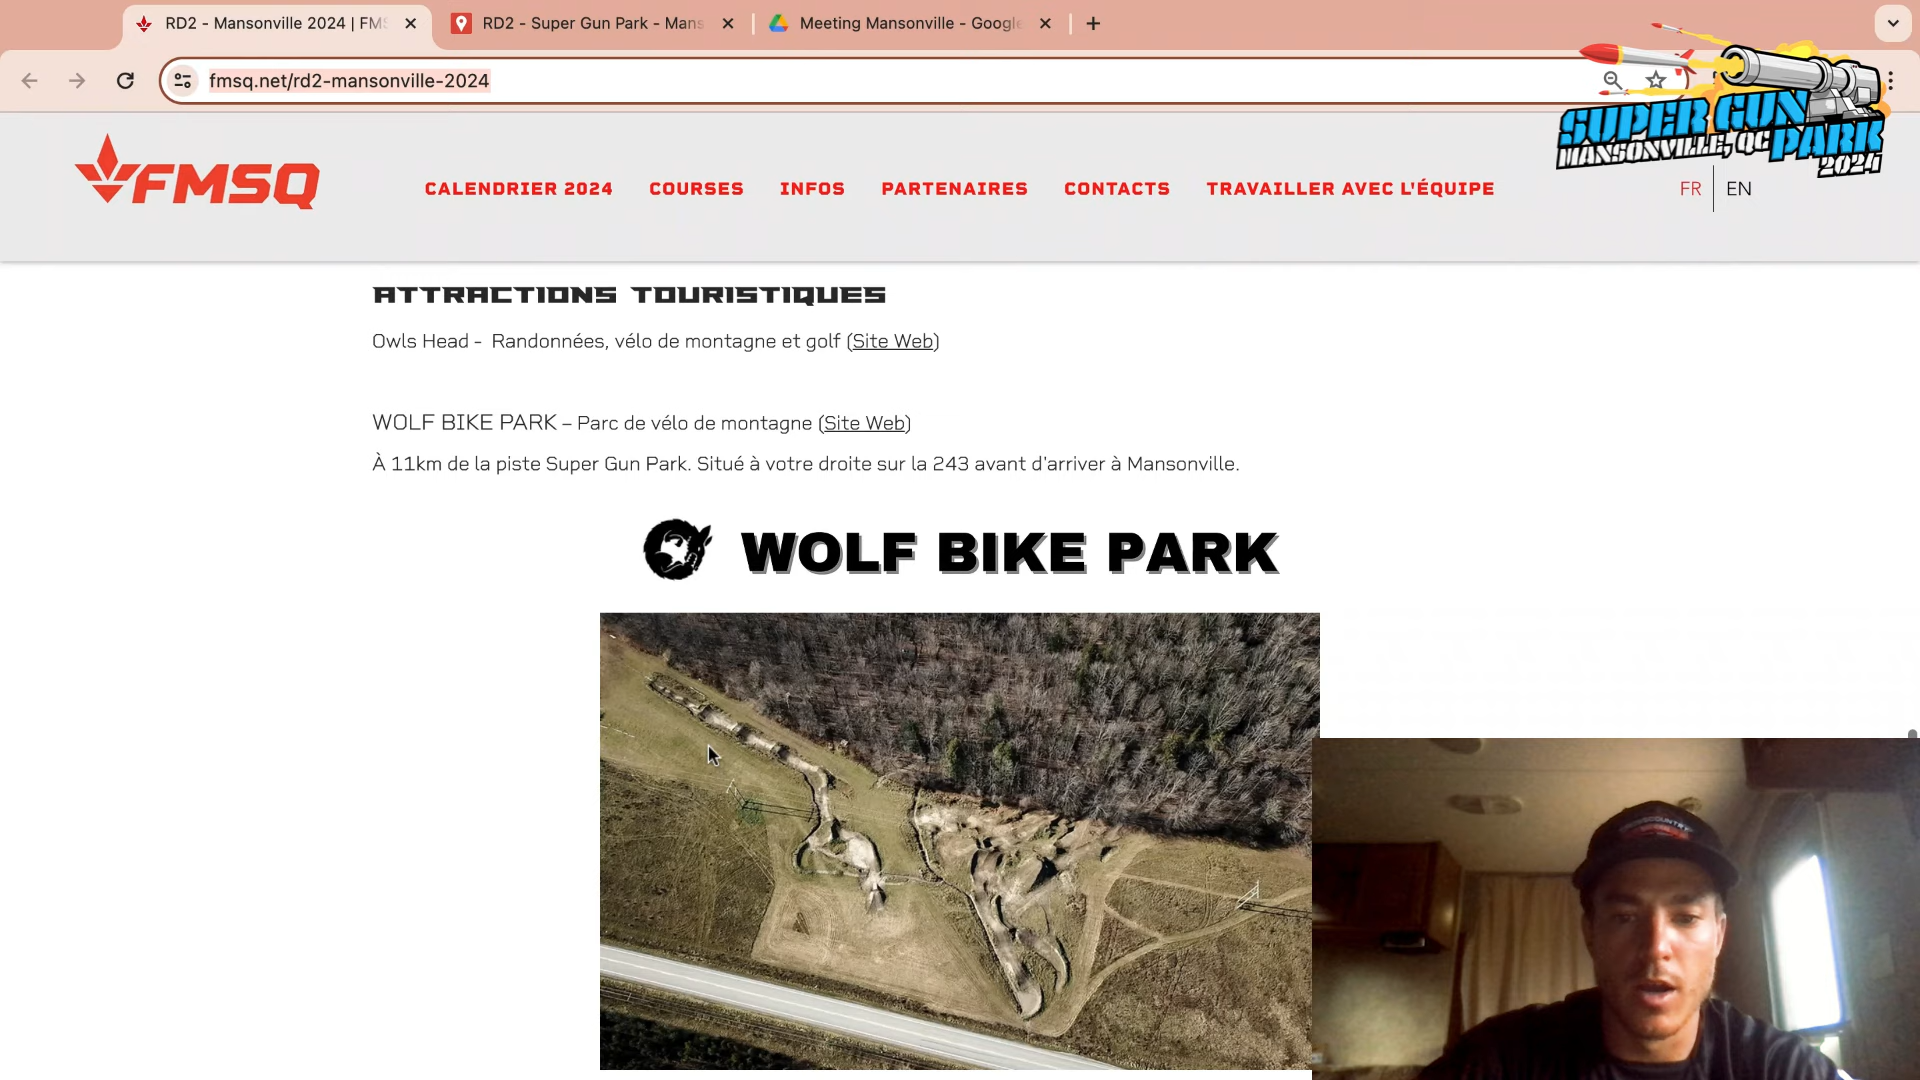 RD2 - Mansonville 2024 | FMS
RD2 - Super Gun Park - Mans
Meeting Mansonville - Google
fmsq.net/rd2-mansonville-2024
SUPER GUN PARK
MANSONVILLE, QC
2024
FMSQ
CALENDRIER 2024
COURSES
INFOS
PARTENAIRES
CONTACTS
TRAVAILLER AVEC L'ÉQUIPE
FR
EN
ATTRACTIONS TOURISTIQUES
Owls Head - Randonnées, vélo de montagne et golf (Site Web)
WOLF BIKE PARK – Parc de vélo de montagne (Site Web)
À 11km de la piste Super Gun Park. Situé à votre droite sur la 243 avant d'arriver à Mansonville.
WOLF BIKE PARK